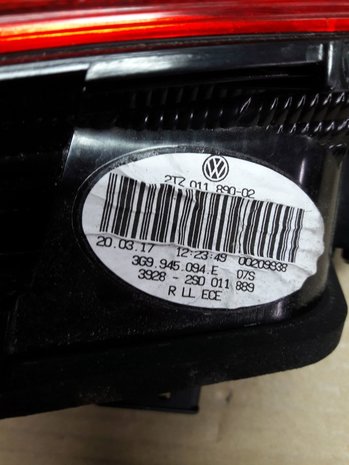 2TZ 011 890-02
20.03.17 12:23:49 00209938
3G9.945.094.E 07S
3928 - 2SD 011 889
R LL ECE